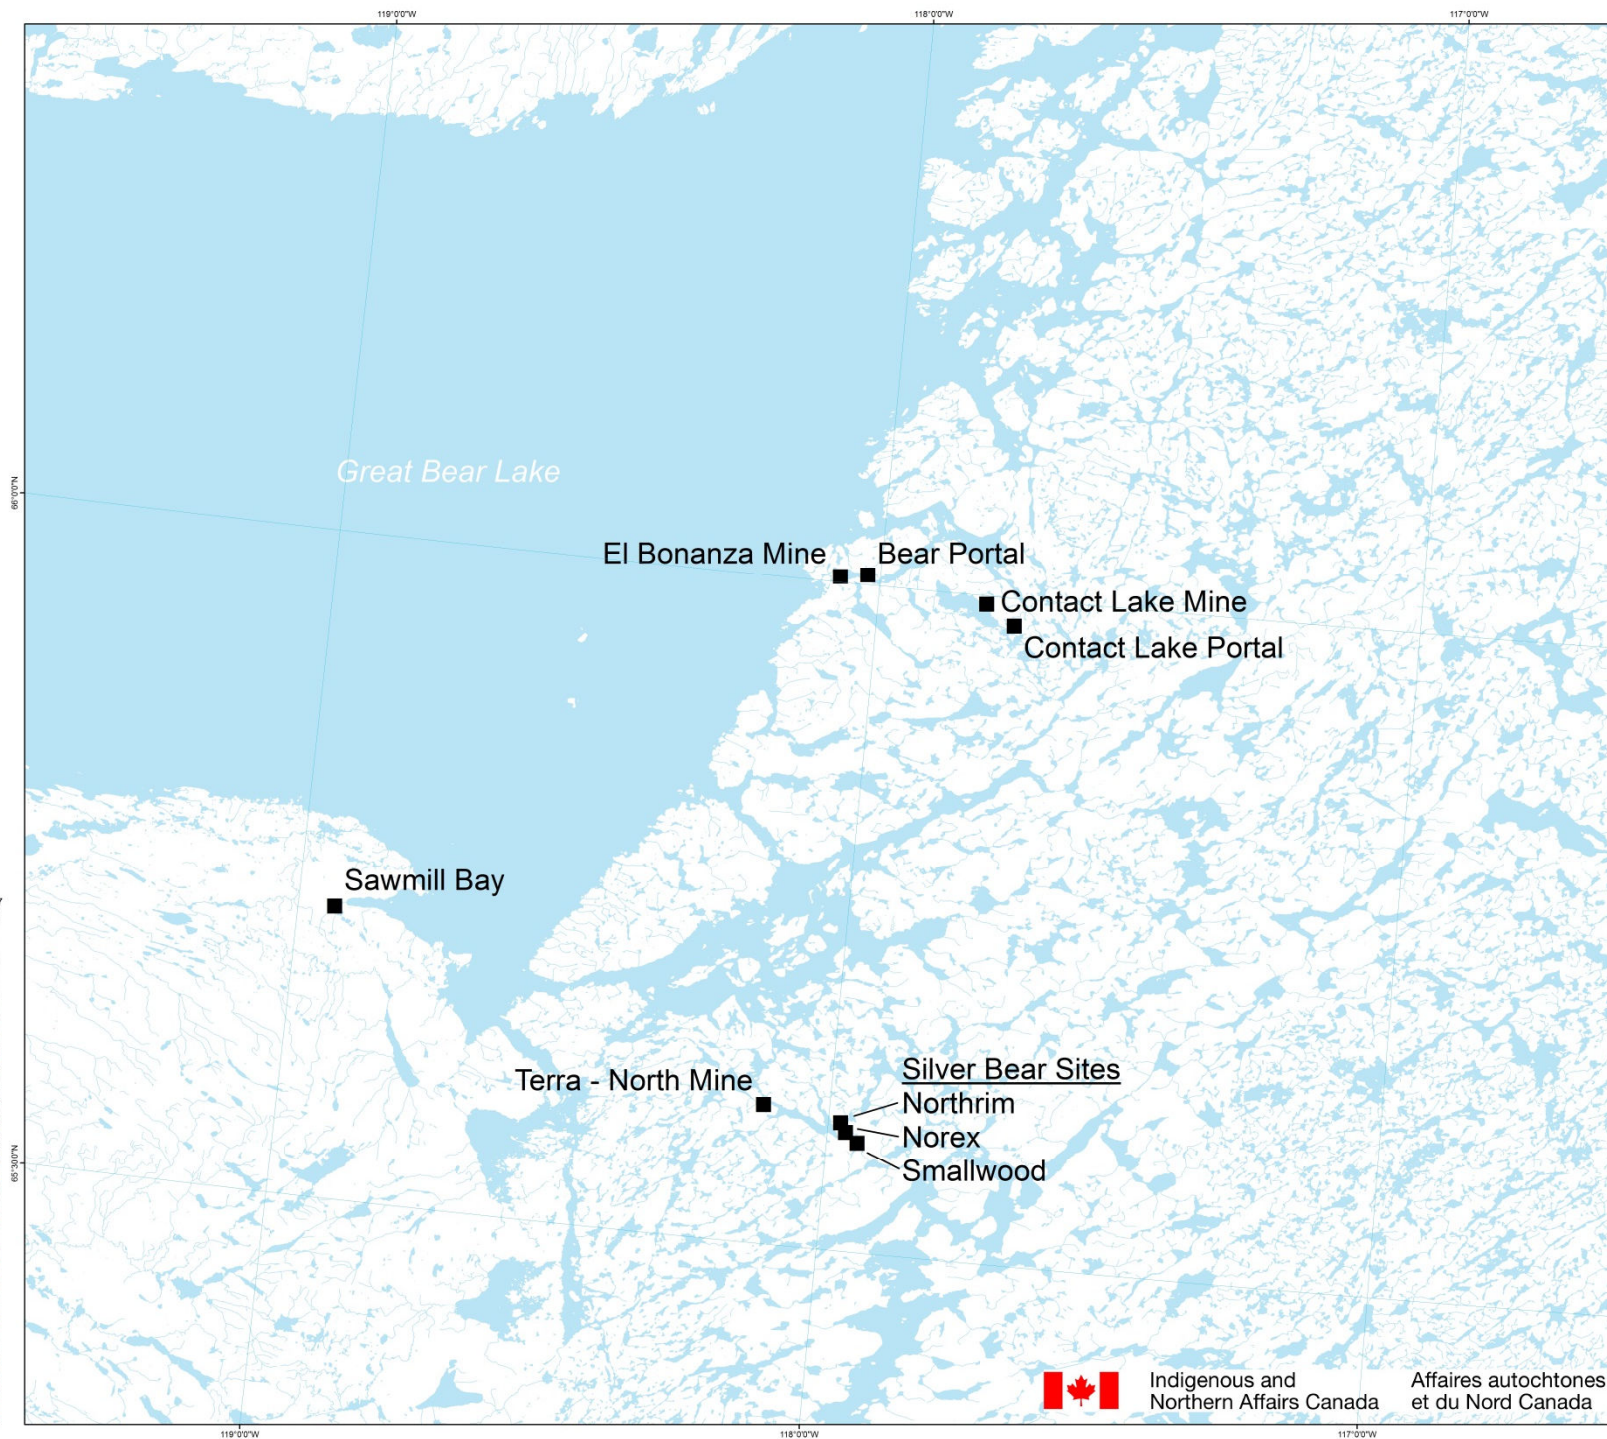 119°0'0"W
118°0'0"W
117°0'0"W
Great Bear Lake
66°0'0"N
El Bonanza Mine
Bear Portal
Contact Lake Mine
Contact Lake Portal
Sawmill Bay
Silver Bear Sites
Terra - North Mine
Northrim
Norex
Smallwood
65°30'0"N
Indigenous and
Northern Affairs Canada
Affaires autochtones
et du Nord Canada
119°0'0"W
118°0'0"W
117°0'0"W